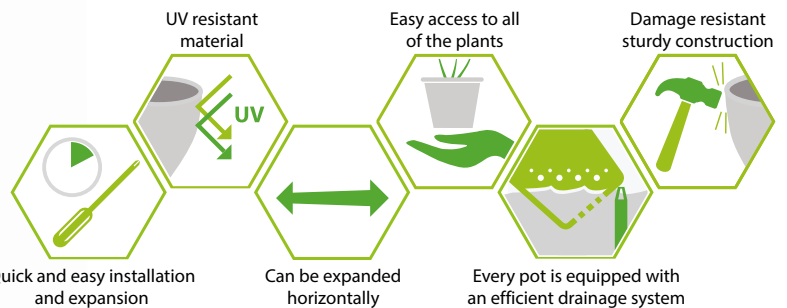 UV resistant
material
Easy access to all
of the plants
Damage resistant
sturdy construction
UV
uick and easy installation
and expansion
Can be expanded
horizontally
Every pot is equipped with
an efficient drainage system